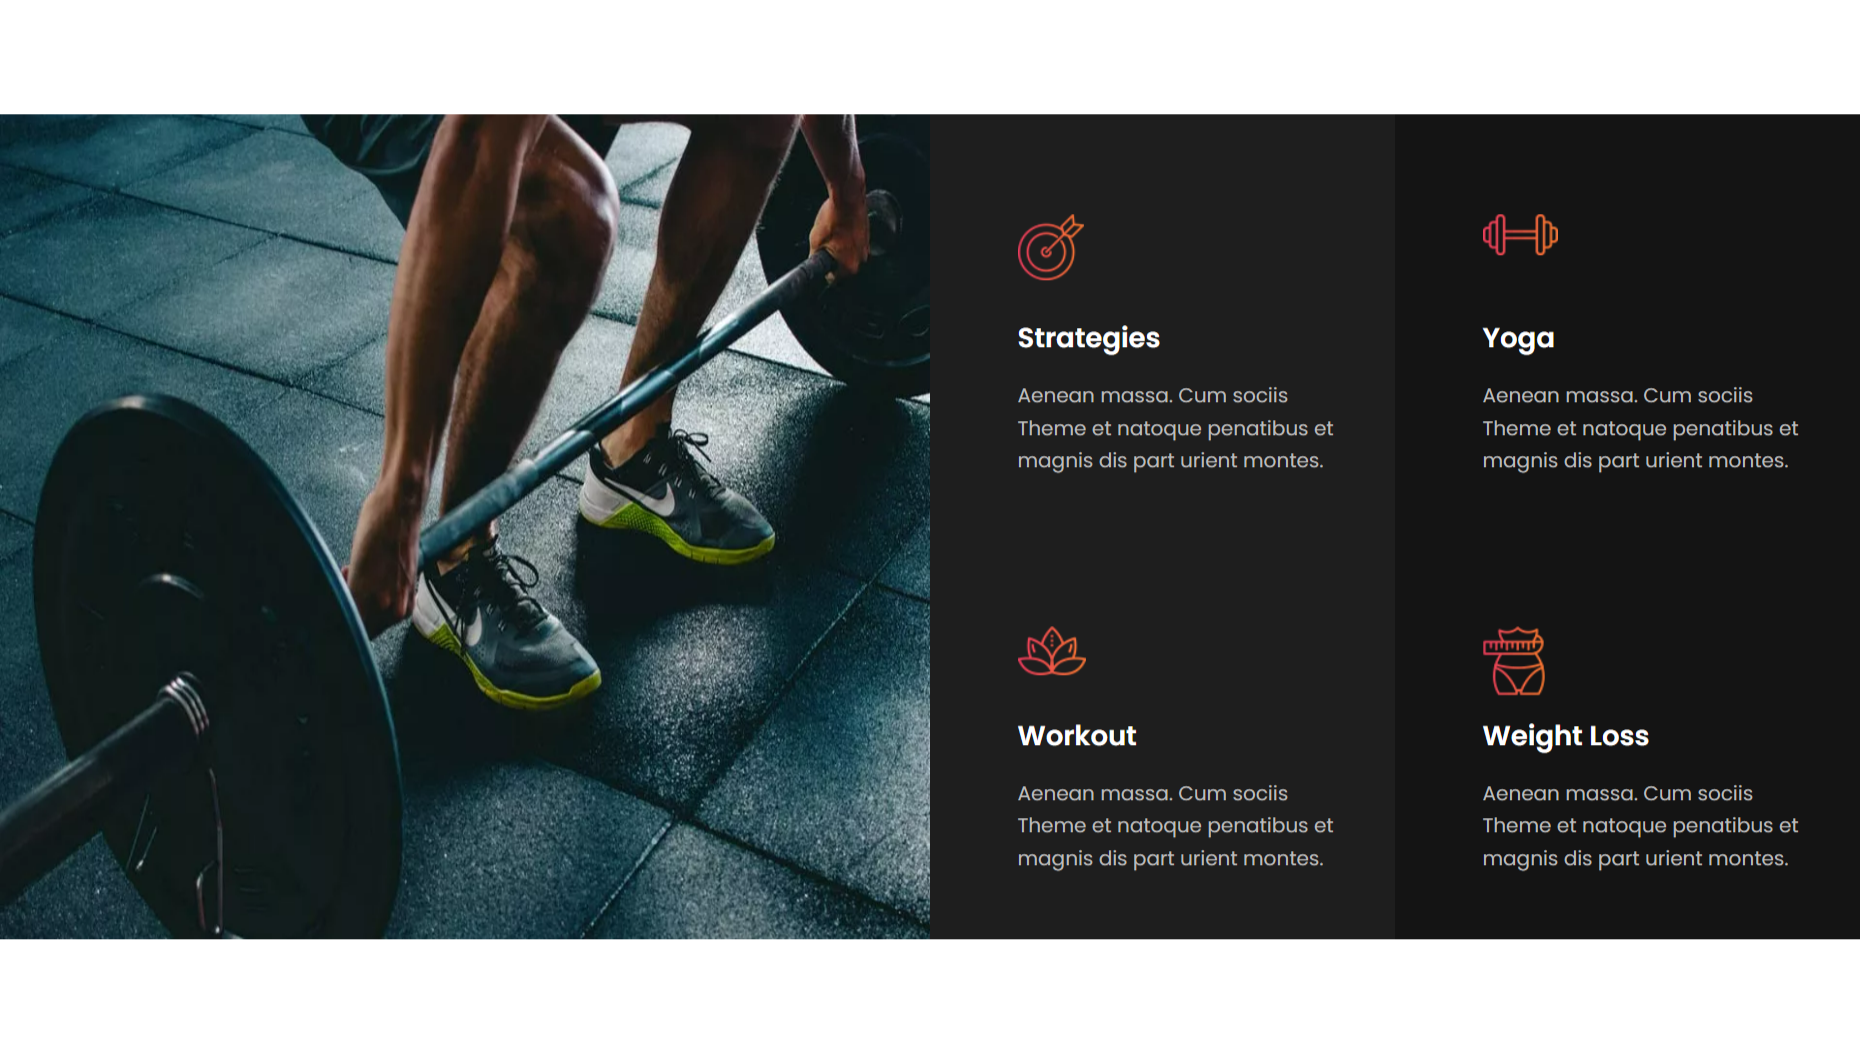 Strategies
Aenean massa. Cum sociis
Theme et natoque penatibus et
magnis dis part urient montes.
Yoga
Aenean massa. Cum sociis
Theme et natoque penatibus et
magnis dis part urient montes.
Workout
Aenean massa. Cum sociis
Theme et natoque penatibus et
magnis dis part urient montes.
Weight Loss
Aenean massa. Cum sociis
Theme et natoque penatibus et
magnis dis part urient montes.